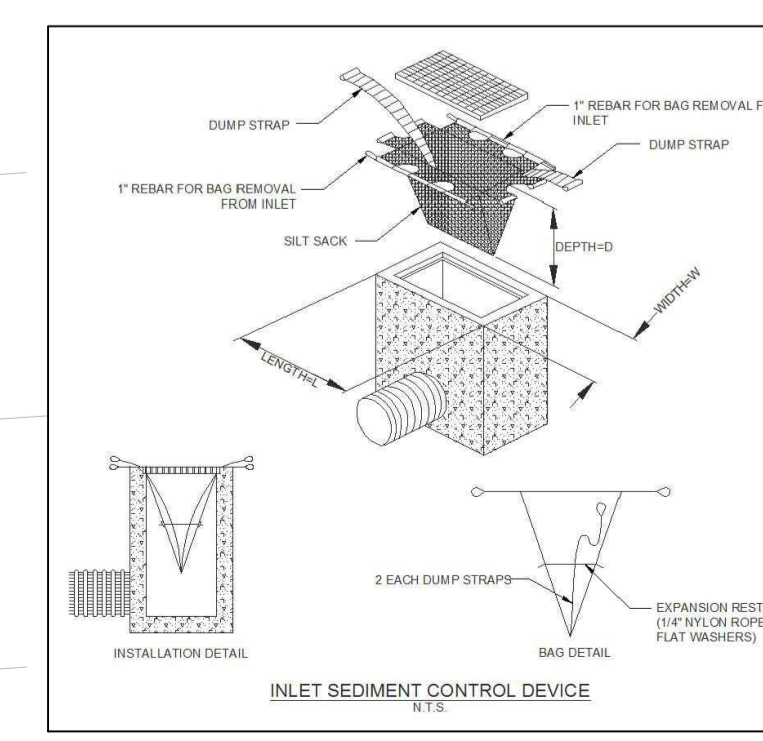 DUMP STRAP
1" REBAR FOR BAG REMOVAL F
INLET
DUMP STRAP
1" REBAR FOR BAG REMOVAL
FROM INLET
SILT SACK
DEPTH=D
WIDTH=W
LENGTH=L
2 EACH DUMP STRAPS
EXPANSION REST
(1/4" NYLON ROPE
FLAT WASHERS)
INSTALLATION DETAIL
BAG DETAIL
INLET SEDIMENT CONTROL DEVICE
N.T.S.